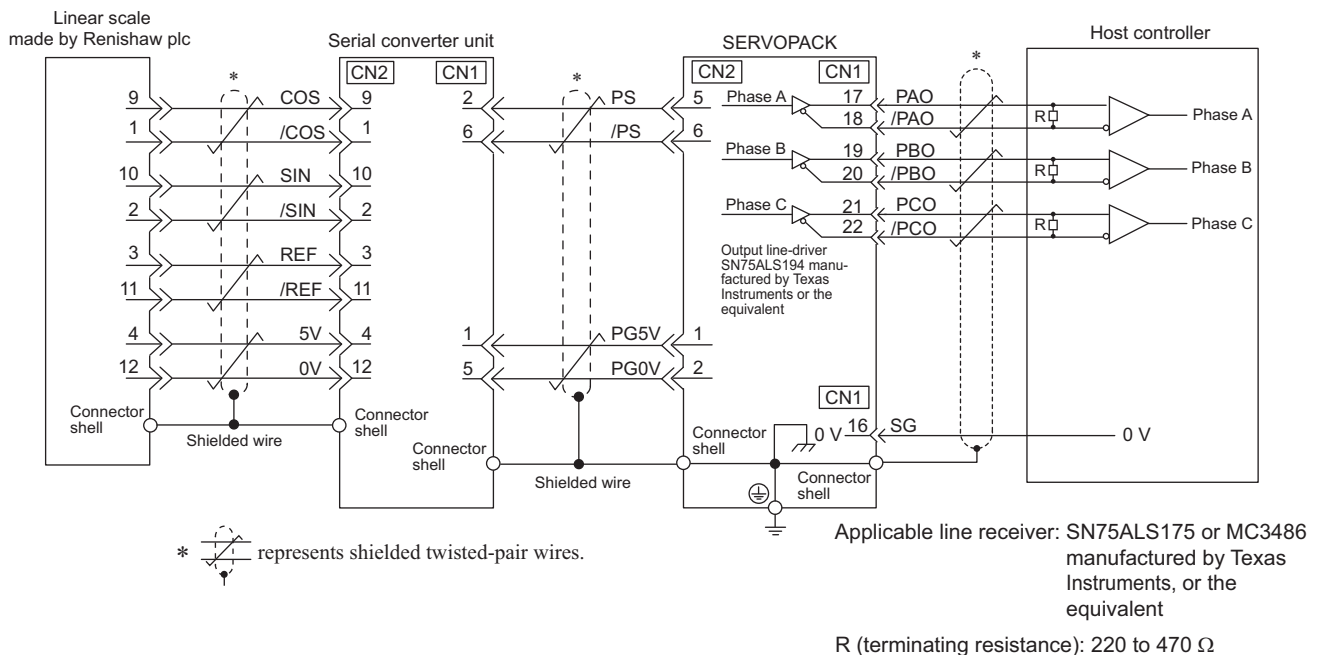 Linear scale
made by Renishaw plc
Serial converter unit
SERVOPACK
Host controller
*
*
*
CN2
CN1
CN2
CN1
9 COS 9
1 /COS 1
10 SIN 10
2 /SIN 2
3 REF 3
11 /REF 11
4 5V 4
12 0V 12
2 PS 5
6 /PS 6
1 PG5V 1
5 PG0V 2
Phase A 17 PAO R Phase A
18 /PAO
Phase B 19 PBO R Phase B
20 /PBO
Phase C 21 PCO R Phase C
22 /PCO
Output line-driver
SN75ALS194 manu-
factured by Texas
Instruments or the
equivalent
CN1
0 V 16 SG 0 V
Connector
shell
Shielded wire
Connector
shell
Connector
shell
Shielded wire
Connector
shell
Connector
shell
* represents shielded twisted-pair wires.
Applicable line receiver: SN75ALS175 or MC3486
manufactured by Texas
Instruments, or the
equivalent
R (terminating resistance): 220 to 470 Ω